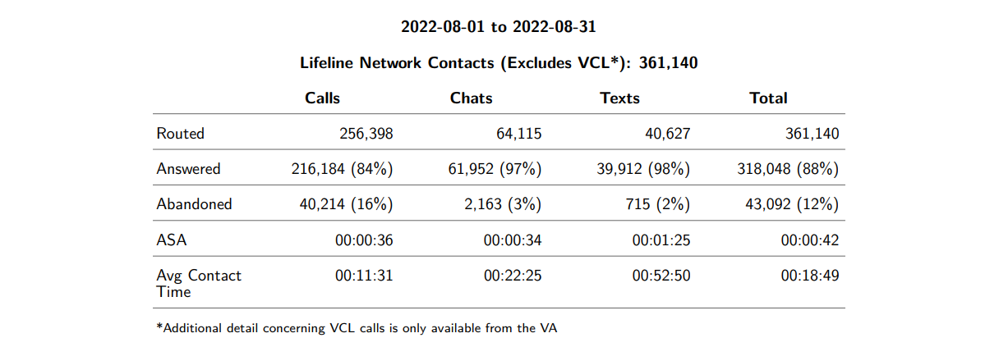 2022-08-01 to 2022-08-31
Lifeline Network Contacts (Excludes VCL*): 361,140
Calls Chats Texts Total
Routed 256,398 64,115 40,627 361,140
Answered 216,184 (84%) 61,952 (97%) 39,912 (98%) 318,048 (88%)
Abandoned 40,214 (16%) 2,163 (3%) 715 (2%) 43,092 (12%)
ASA 00:00:36 00:00:34 00:01:25 00:00:42
Avg Contact 00:11:31 00:22:25 00:52:50 00:18:49
Time
*Additional detail concerning VCL calls is only available from the VA